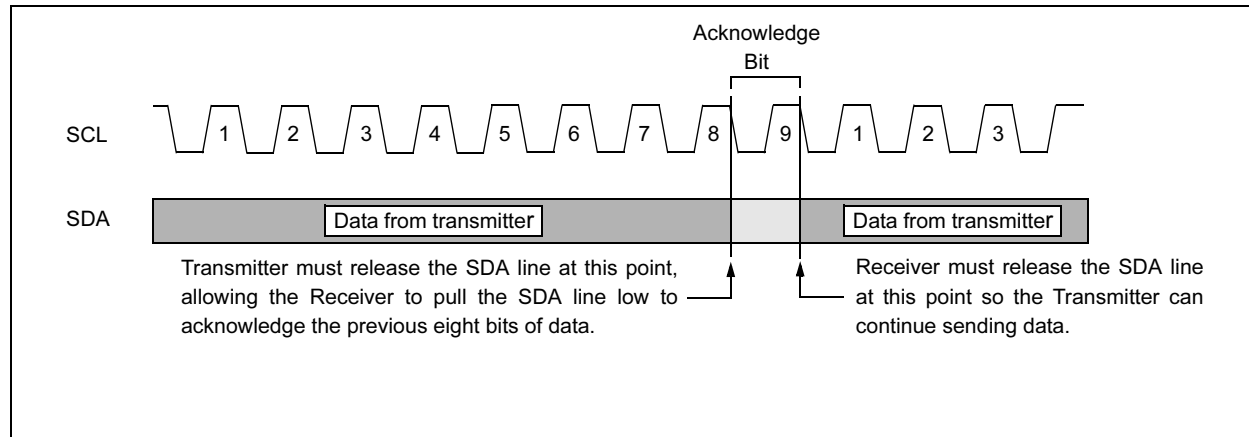 Acknowledge
Bit
SCL
1 2 3 4 5 6 7 8 9 1 2 3
SDA
Data from transmitter
Data from transmitter
Transmitter must release the SDA line at this point,
allowing the Receiver to pull the SDA line low to
acknowledge the previous eight bits of data.
Receiver must release the SDA line
at this point so the Transmitter can
continue sending data.